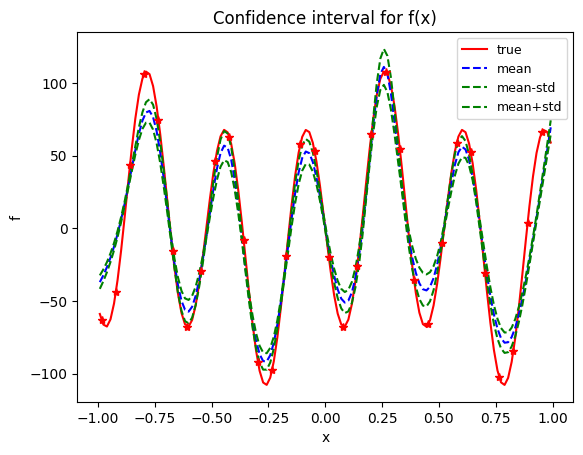 Confidence interval for f(x)
true
mean
mean-std
mean+std
f
100
50
0
−50
−100
−1.00 −0.75 −0.50 −0.25 0.00 0.25 0.50 0.75 1.00
x